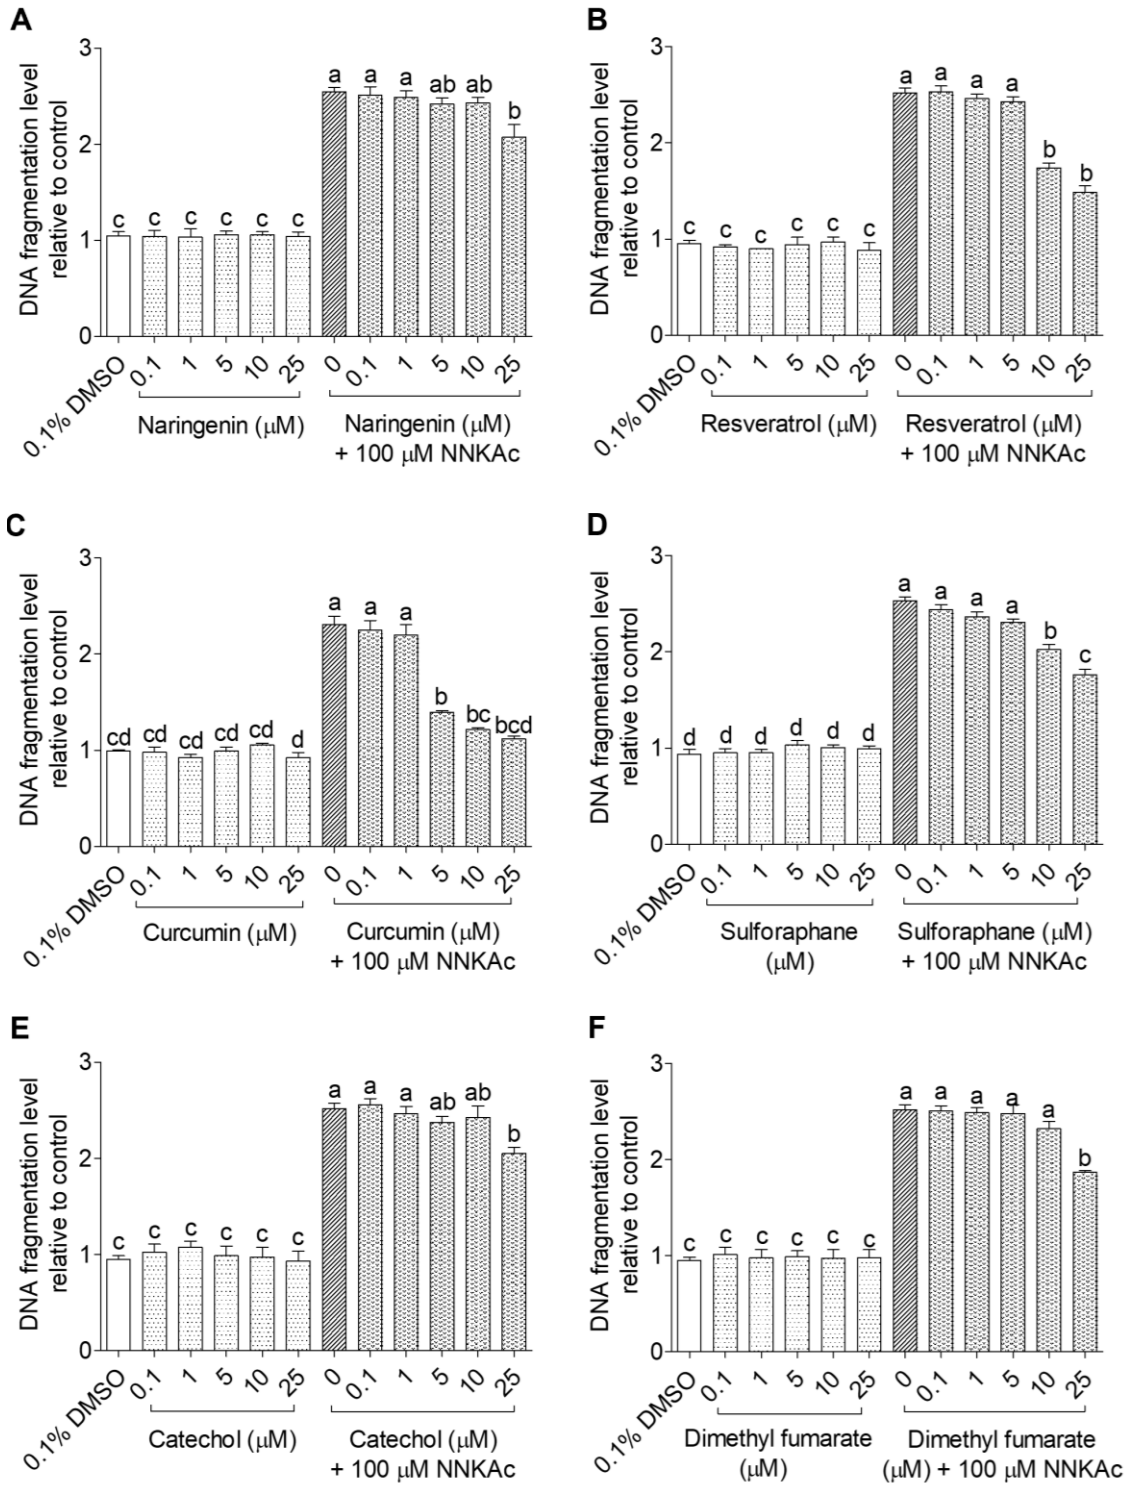 A
DNA fragmentation level
relative to control
3
2
1
0
c c c c c c a a a ab ab b
0.1% DMSO 0.1 1 5 10 25 0 0.1 1 5 10 25
Naringenin (μM)
Naringenin (μM)
+ 100 μM NNKAc
B
DNA fragmentation level
relative to control
3
2
1
0
c c c c c c a a a a b b
0.1% DMSO 0.1 1 5 10 25 0 0.1 1 5 10 25
Resveratrol (μM)
Resveratrol (μM)
+ 100 μM NNKAc
C
DNA fragmentation level
relative to control
3
2
1
0
cd cd cd cd cd d a a a b bc bcd
0.1% DMSO 0.1 1 5 10 25 0 0.1 1 5 10 25
Curcumin (μM)
Curcumin (μM)
+ 100 μM NNKAc
D
DNA fragmentation level
relative to control
3
2
1
0
d d d d d d a a a a b c
0.1% DMSO 0.1 1 5 10 25 0 0.1 1 5 10 25
Sulforaphane
(μM)
Sulforaphane (μM)
+ 100 μM NNKAc
E
DNA fragmentation level
relative to control
3
2
1
0
c c c c c c a a a ab ab b
0.1% DMSO 0.1 1 5 10 25 0 0.1 1 5 10 25
Catechol (μM)
Catechol (μM)
+ 100 μM NNKAc
F
DNA fragmentation level
relative to control
3
2
1
0
c c c c c c a a a a a b
0.1% DMSO 0.1 1 5 10 25 0 0.1 1 5 10 25
Dimethyl fumarate
(μM)
Dimethyl fumarate
(μM) + 100 μM NNKAc